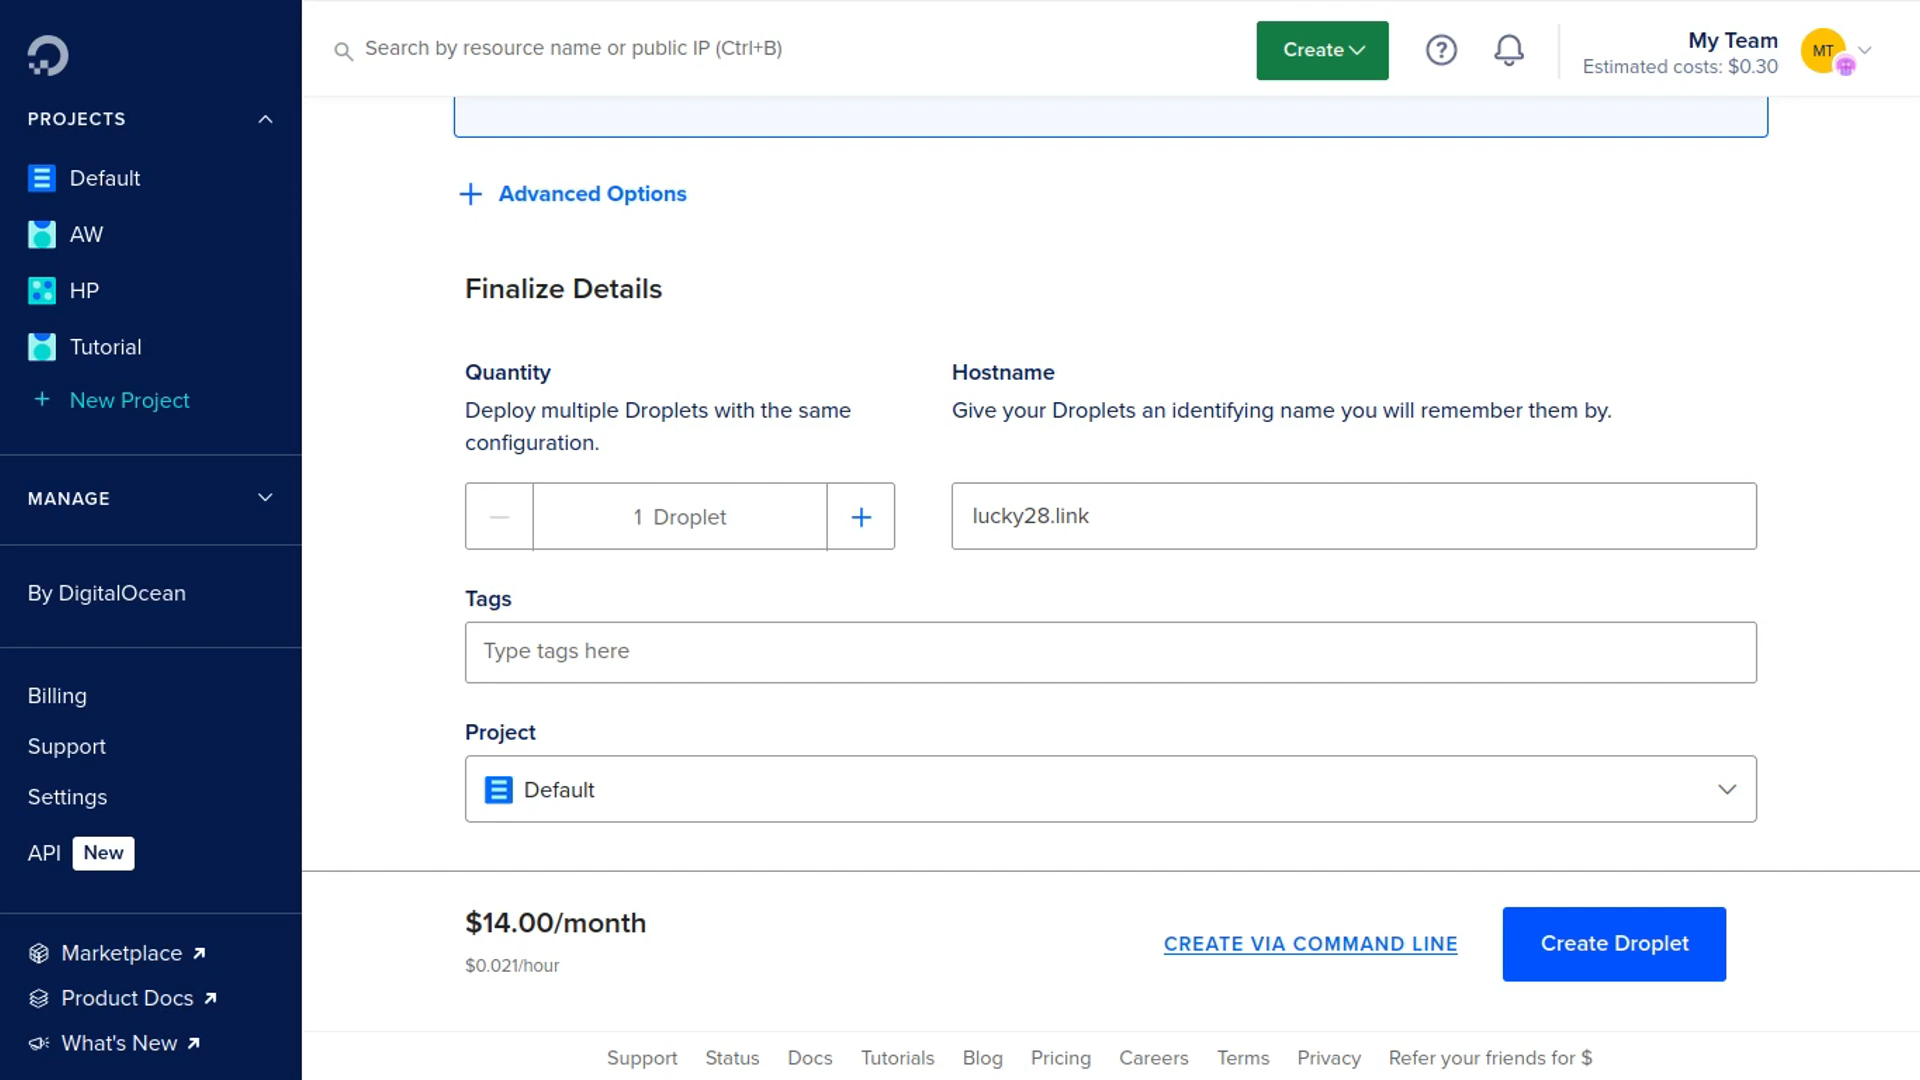 Search by resource name or public IP (Ctrl+B)
Create
My Team
Estimated costs: $0.30
MT
PROJECTS
Default
AW
HP
Tutorial
+ New Project
MANAGE
By DigitalOcean
Billing
Support
Settings
API New
Marketplace
Product Docs
What's New
+ Advanced Options
Finalize Details
Quantity
Deploy multiple Droplets with the same
configuration.
1 Droplet
Hostname
Give your Droplets an identifying name you will remember them by.
lucky28.link
Tags
Type tags here
Project
Default
$14.00/month
$0.021/hour
CREATE VIA COMMAND LINE
Create Droplet
Support Status Docs Tutorials Blog Pricing Careers Terms Privacy Refer your friends for $